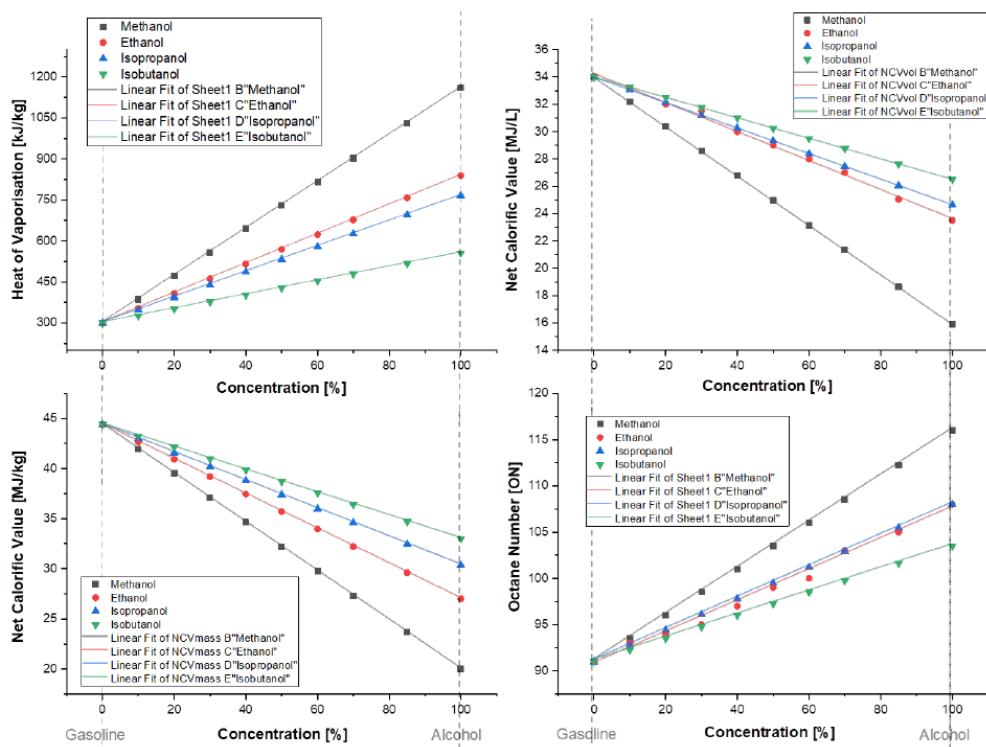 Methanol
Ethanol
Isopropanol
Isobutanol
Linear Fit of Sheet1 B"Methanol"
Linear Fit of Sheet1 C"Ethanol"
Linear Fit of Sheet1 D"Isopropanol"
Linear Fit of Sheet1 E"Isobutanol"
Heat of Vaporisation [kJ/kg]
1200
1050
900
750
600
450
300
0 20 40 60 80 100
Concentration [%]
Methanol
Ethanol
Isopropanol
Isobutanol
Linear Fit of NCVvol B"Methanol"
Linear Fit of NCVvol C"Ethanol"
Linear Fit of NCVvol D"Isopropanol"
Linear Fit of NCVvol E"Isobutanol"
Net Calorific Value [MJ/L]
36
34
32
30
28
26
24
22
20
18
16
14
0 20 40 60 80 100
Concentration [%]
Net Calorific Value [MJ/kg]
45
40
35
30
25
20
Methanol
Ethanol
Isopropanol
Isobutanol
Linear Fit of NCVmass B"Methanol"
Linear Fit of NCVmass C"Ethanol"
Linear Fit of NCVmass D"Isopropanol"
Linear Fit of NCVmass E"Isobutanol"
0 20 40 60 80 100
Gasoline Concentration [%] Alcohol
Octane Number [ON]
120
115
110
105
100
95
90
Methanol
Ethanol
Isopropanol
Isobutanol
Linear Fit of Sheet1 B"Methanol"
Linear Fit of Sheet1 C"Ethanol"
Linear Fit of Sheet1 D"Isopropanol"
Linear Fit of Sheet1 E"Isobutanol"
0 20 40 60 80 100
Gasoline Concentration [%] Alcohol